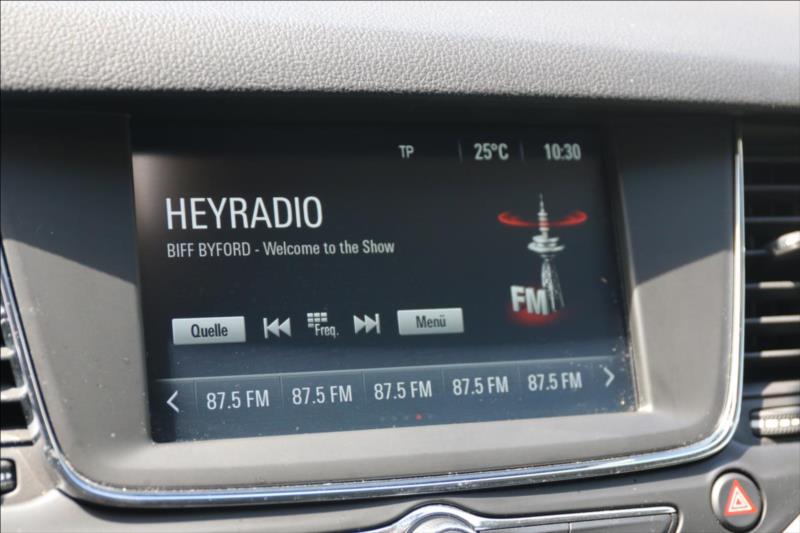 TP 25°C 10:30
HEYRADIO
BIFF BYFORD - Welcome to the Show
FM
Quelle Freq. Menü
87.5 FM 87.5 FM 87.5 FM 87.5 FM 87.5 FM